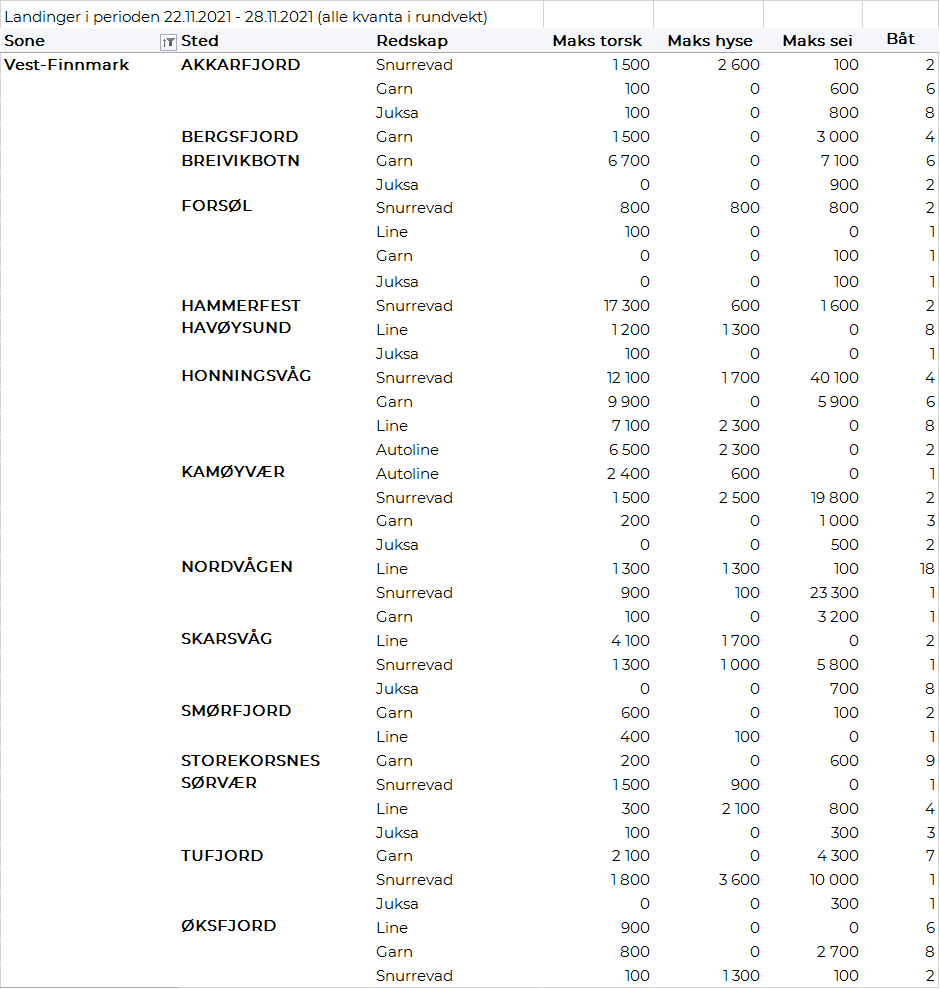 Landinger i perioden 22.11.2021 - 28.11.2021 (alle kvanta i rundvekt)
Sone Sted Redskap Maks torsk Maks hyse Maks sei Båt
Vest-Finnmark AKKARFJORD Snurrevad 1 500 2 600 100 2
Garn 100 0 600 6
Juksa 100 0 800 8
BERGSFJORD Garn 1 500 0 3 000 4
BREIVIKBOTN Garn 6 700 0 7 100 6
Juksa 0 0 900 2
FORSØL Snurrevad 800 800 800 2
Line 100 0 0 1
Garn 0 0 100 1
Juksa 0 0 100 1
HAMMERFEST Snurrevad 17 300 600 1 600 2
HAVØYSUND Line 1 200 1 300 0 8
Juksa 100 0 0 1
HONNINGSVÅG Snurrevad 12 100 1 700 40 100 4
Garn 9 900 0 5 900 6
Line 7 100 2 300 0 8
Autoline 6 500 2 300 0 2
KAMØYVÆR Autoline 2 400 600 0 1
Snurrevad 1 500 2 500 19 800 2
Garn 200 0 1 000 3
Juksa 0 0 500 2
NORDVÅGEN Line 1 300 1 300 100 18
Snurrevad 900 100 23 300 1
Garn 100 0 3 200 1
SKARSVÅG Line 4 100 1 700 0 2
Snurrevad 1 300 1 000 5 800 1
Juksa 0 0 700 8
SMØRFJORD Garn 600 0 100 2
Line 400 100 0 1
STOREKORSNES Garn 200 0 600 9
SØRVÆR Snurrevad 1 500 900 0 1
Line 300 2 100 800 4
Juksa 100 0 300 3
TUFJORD Garn 2 100 0 4 300 7
Snurrevad 1 800 3 600 10 000 1
Juksa 0 0 300 1
ØKSFJORD Line 900 0 0 6
Garn 800 0 2 700 8
Snurrevad 100 1 300 100 2